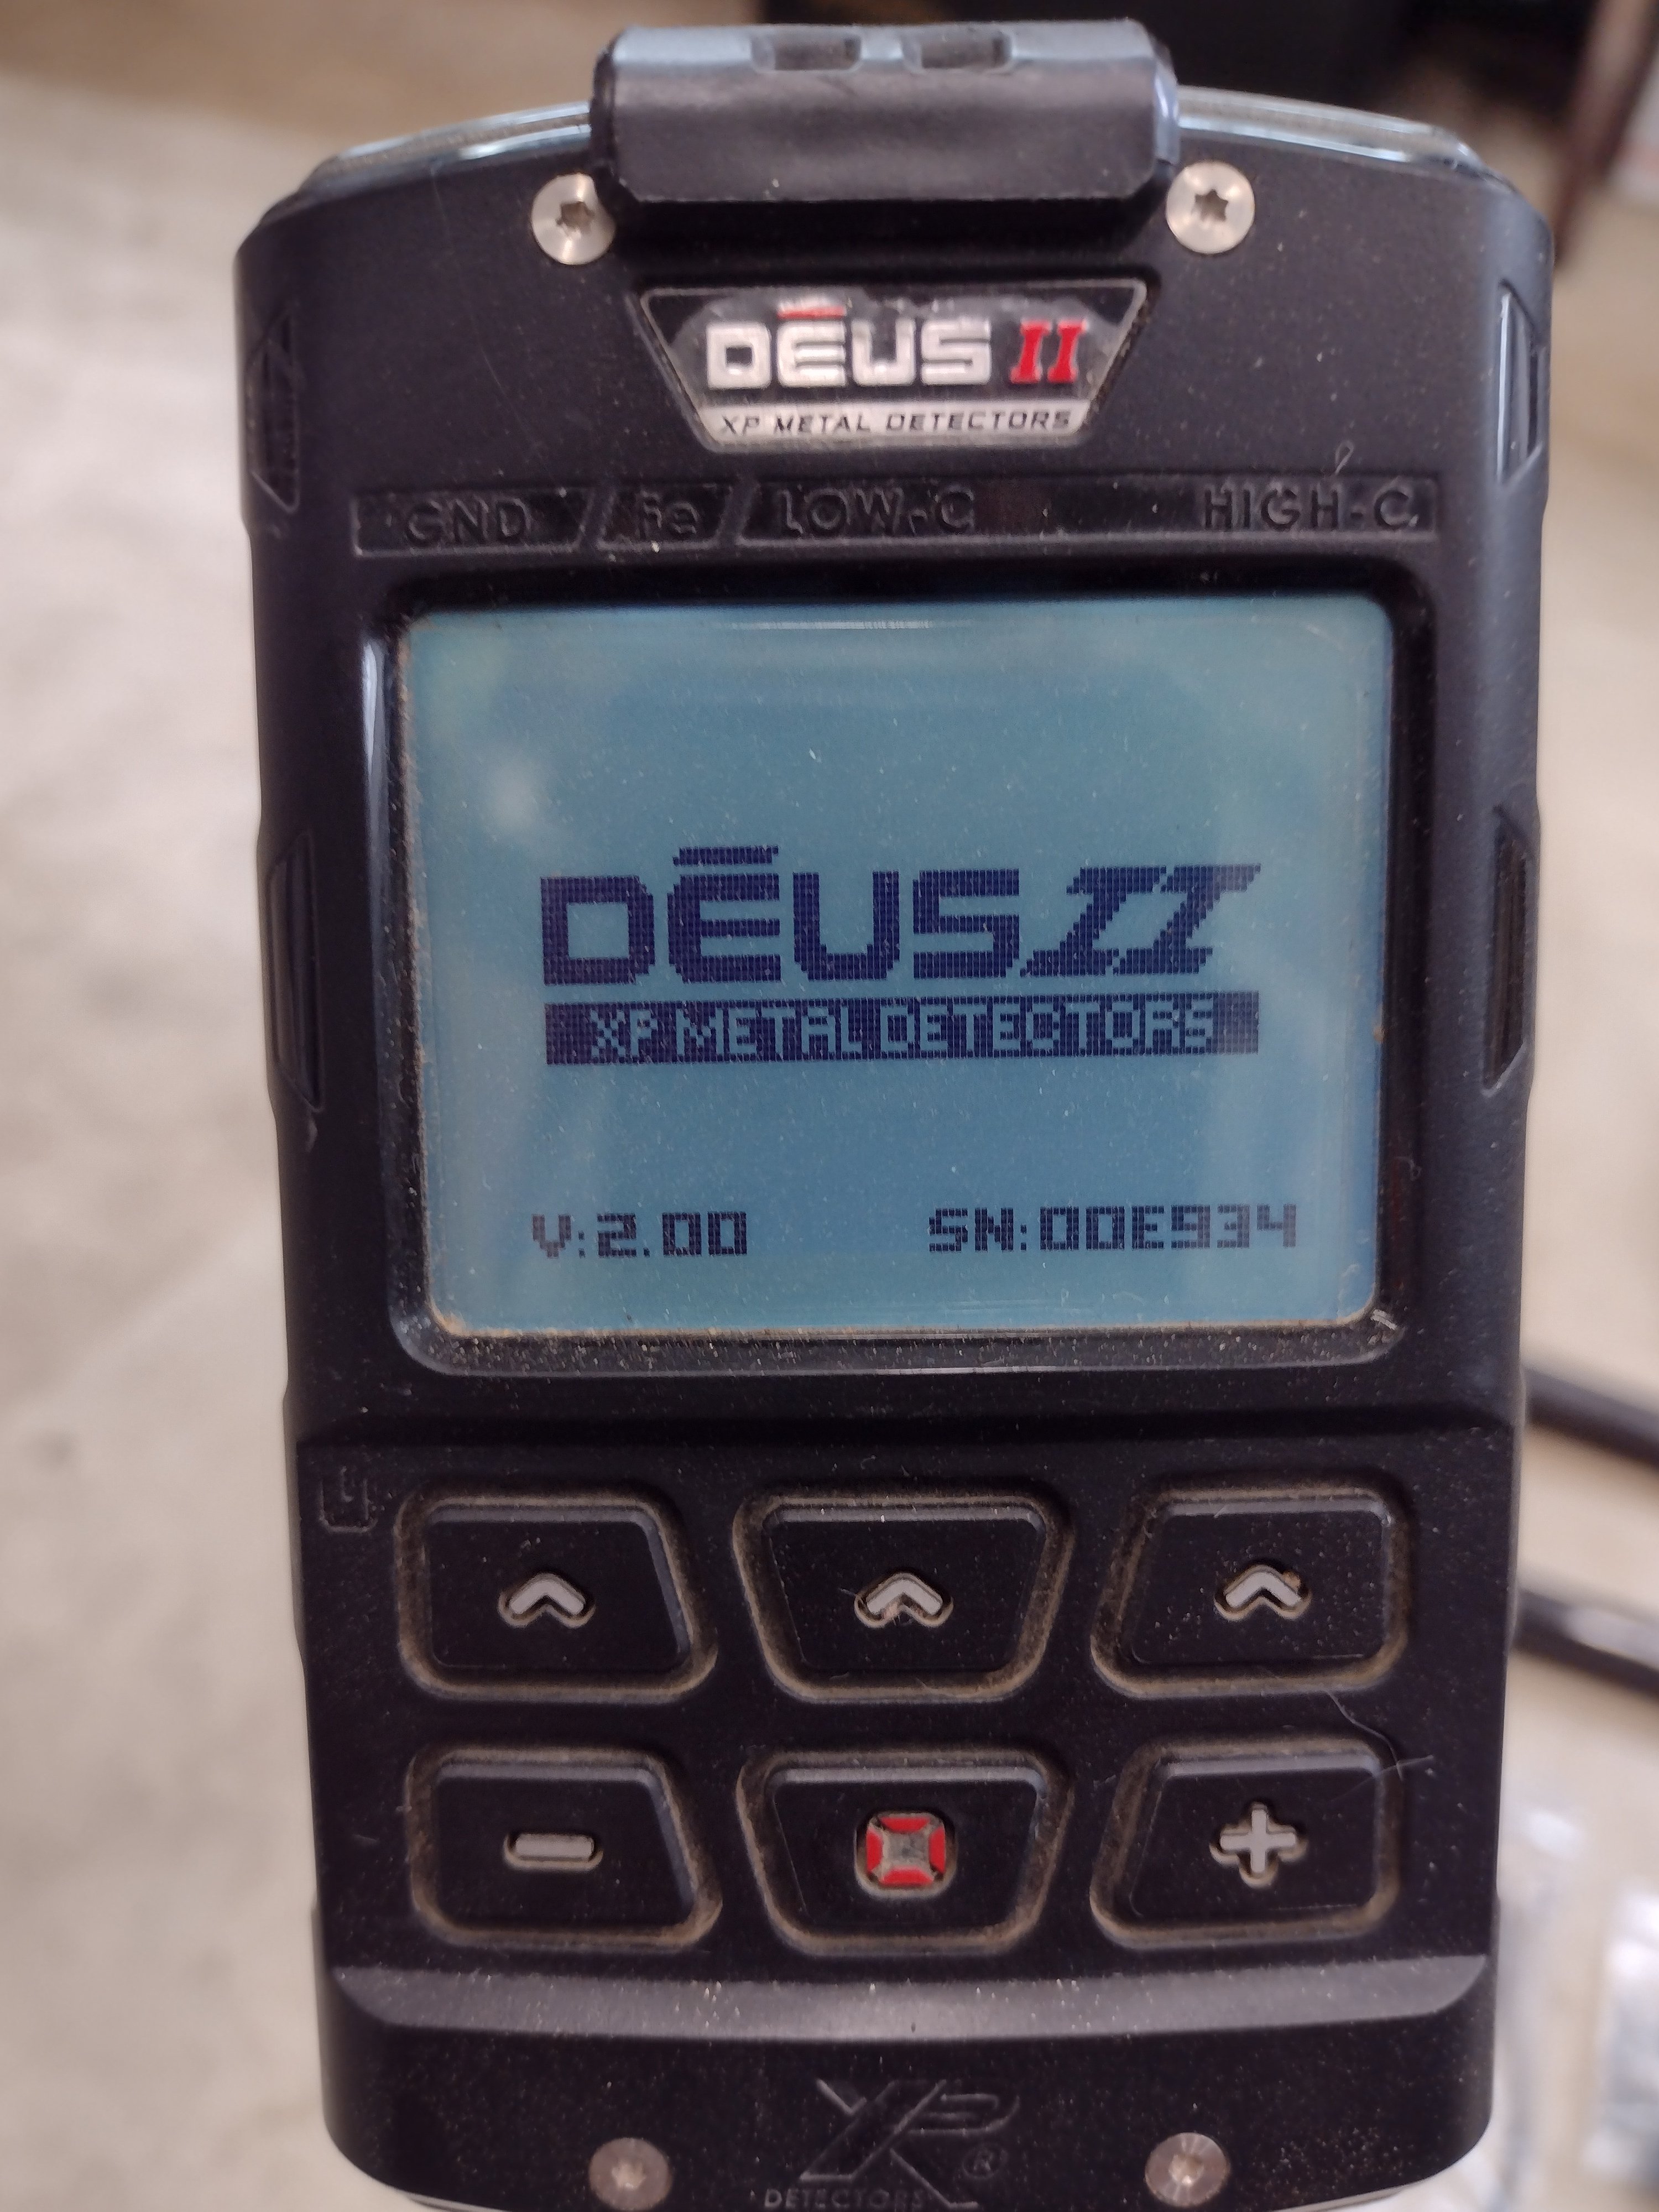 DĒUS II
XP METAL DETECTORS
GND / Fe / LOW-C HIGH-C
DĒUS II
XP METAL DETECTORS
V:2.00 SN:00E934
XP®
DETECTORS